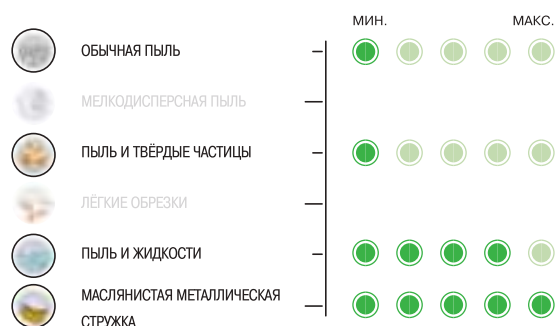 МИН. МАКС.
ОБЫЧНАЯ ПЫЛЬ
МЕЛКОДИСПЕРСНАЯ ПЫЛЬ
ПЫЛЬ И ТВЁРДЫЕ ЧАСТИЦЫ
ЛЁГКИЕ ОБРЕЗКИ
ПЫЛЬ И ЖИДКОСТИ
МАСЛЯНИСТАЯ МЕТАЛЛИЧЕСКАЯ
СТРУЖКА